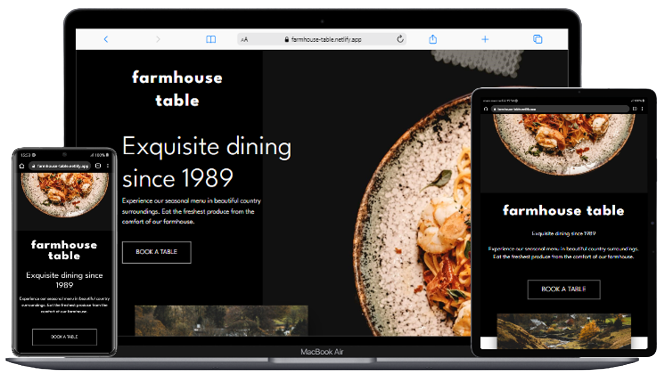 AA farmhouse-table.netlify.app
farmhouse
table
Exquisite dining
since 1989
Experience our seasonal menu in beautiful country
surroundings. Eat the freshest produce from the
comfort of our farmhouse.
BOOK A TABLE
MacBook Air
farmhouse-table.netlify.app
farmhouse
table
Exquisite dining since
1989
Experience our seasonal menu in beautiful country
surroundings. Eat the freshest produce from the
comfort of our farmhouse.
BOOK A TABLE
farmhouse-table.netlify.app
farmhouse table
Exquisite dining since 1989
Experience our seasonal menu in beautiful country surroundings.
Eat the freshest produce from the comfort of our farmhouse.
BOOK A TABLE